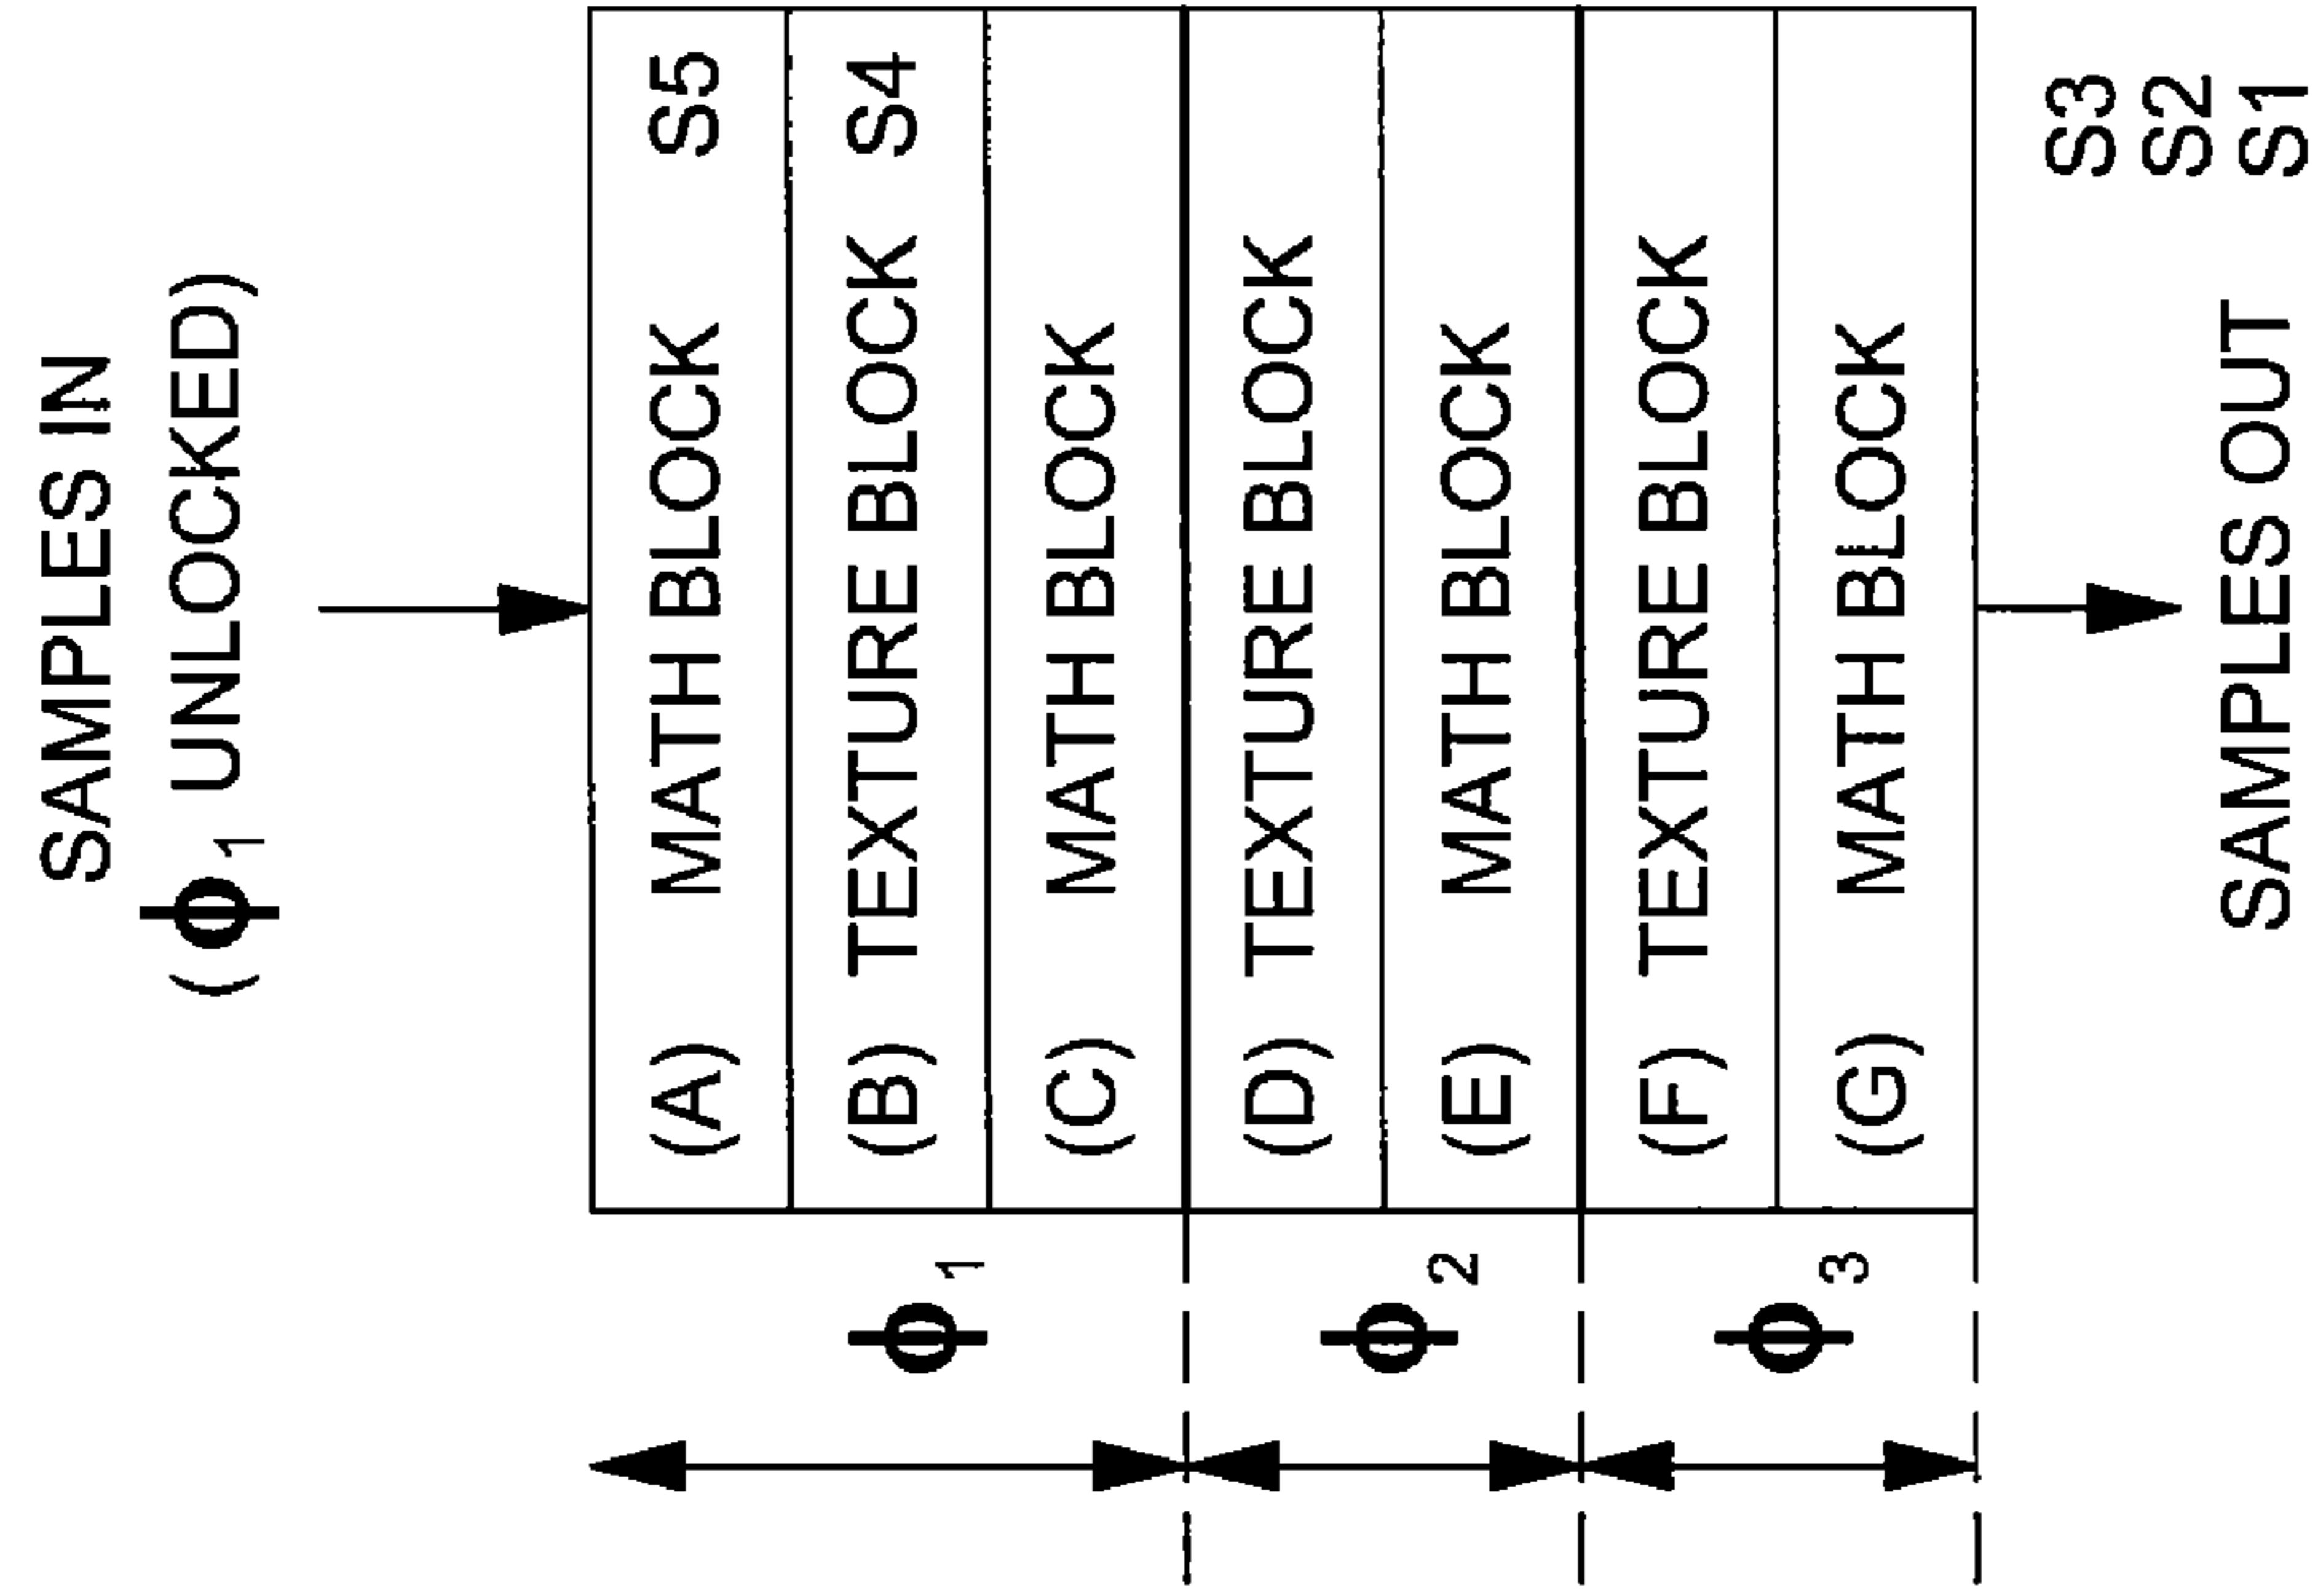 SAMPLES IN
(ϕ1 UNLOCKED)
(A) MATH BLOCK S5
(B) TEXTURE BLOCK S4
(C) MATH BLOCK
ϕ1
(D) TEXTURE BLOCK
(E) MATH BLOCK
ϕ2
(F) TEXTURE BLOCK
(G) MATH BLOCK
ϕ3
S3
S2
SAMPLES OUT S1